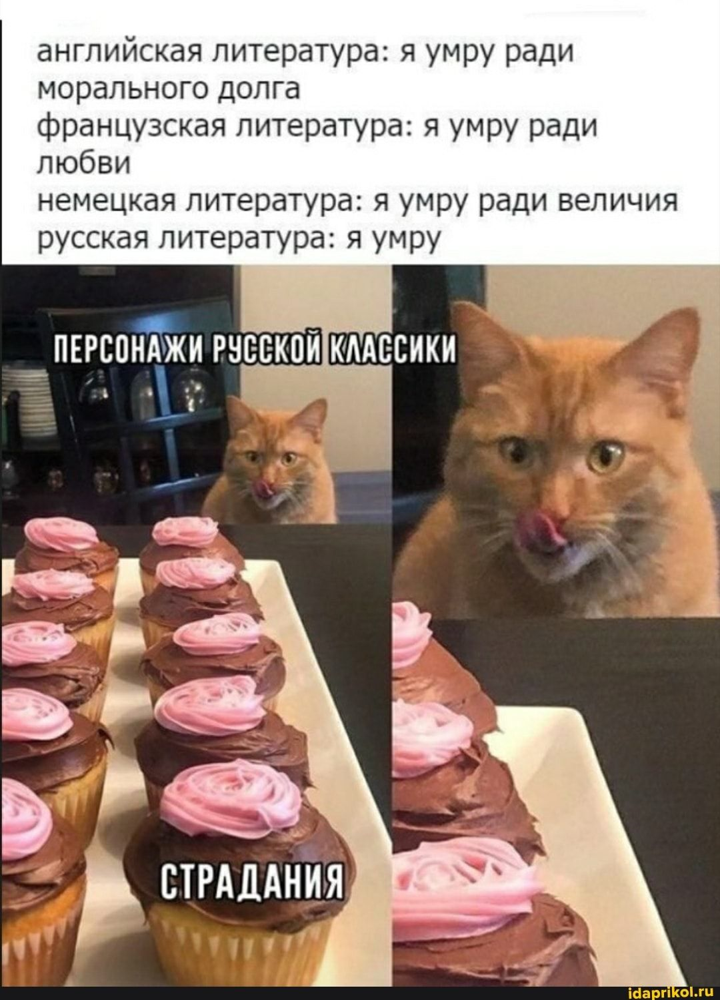 английская литература: я умру ради
морального долга
французская литература: я умру ради
любви
немецкая литература: я умру ради величия
русская литература: я умру
ПЕРСОНАЖИ РУССКОЙ КЛАССИКИ
СТРАДАНИЯ
idaprikol.ru